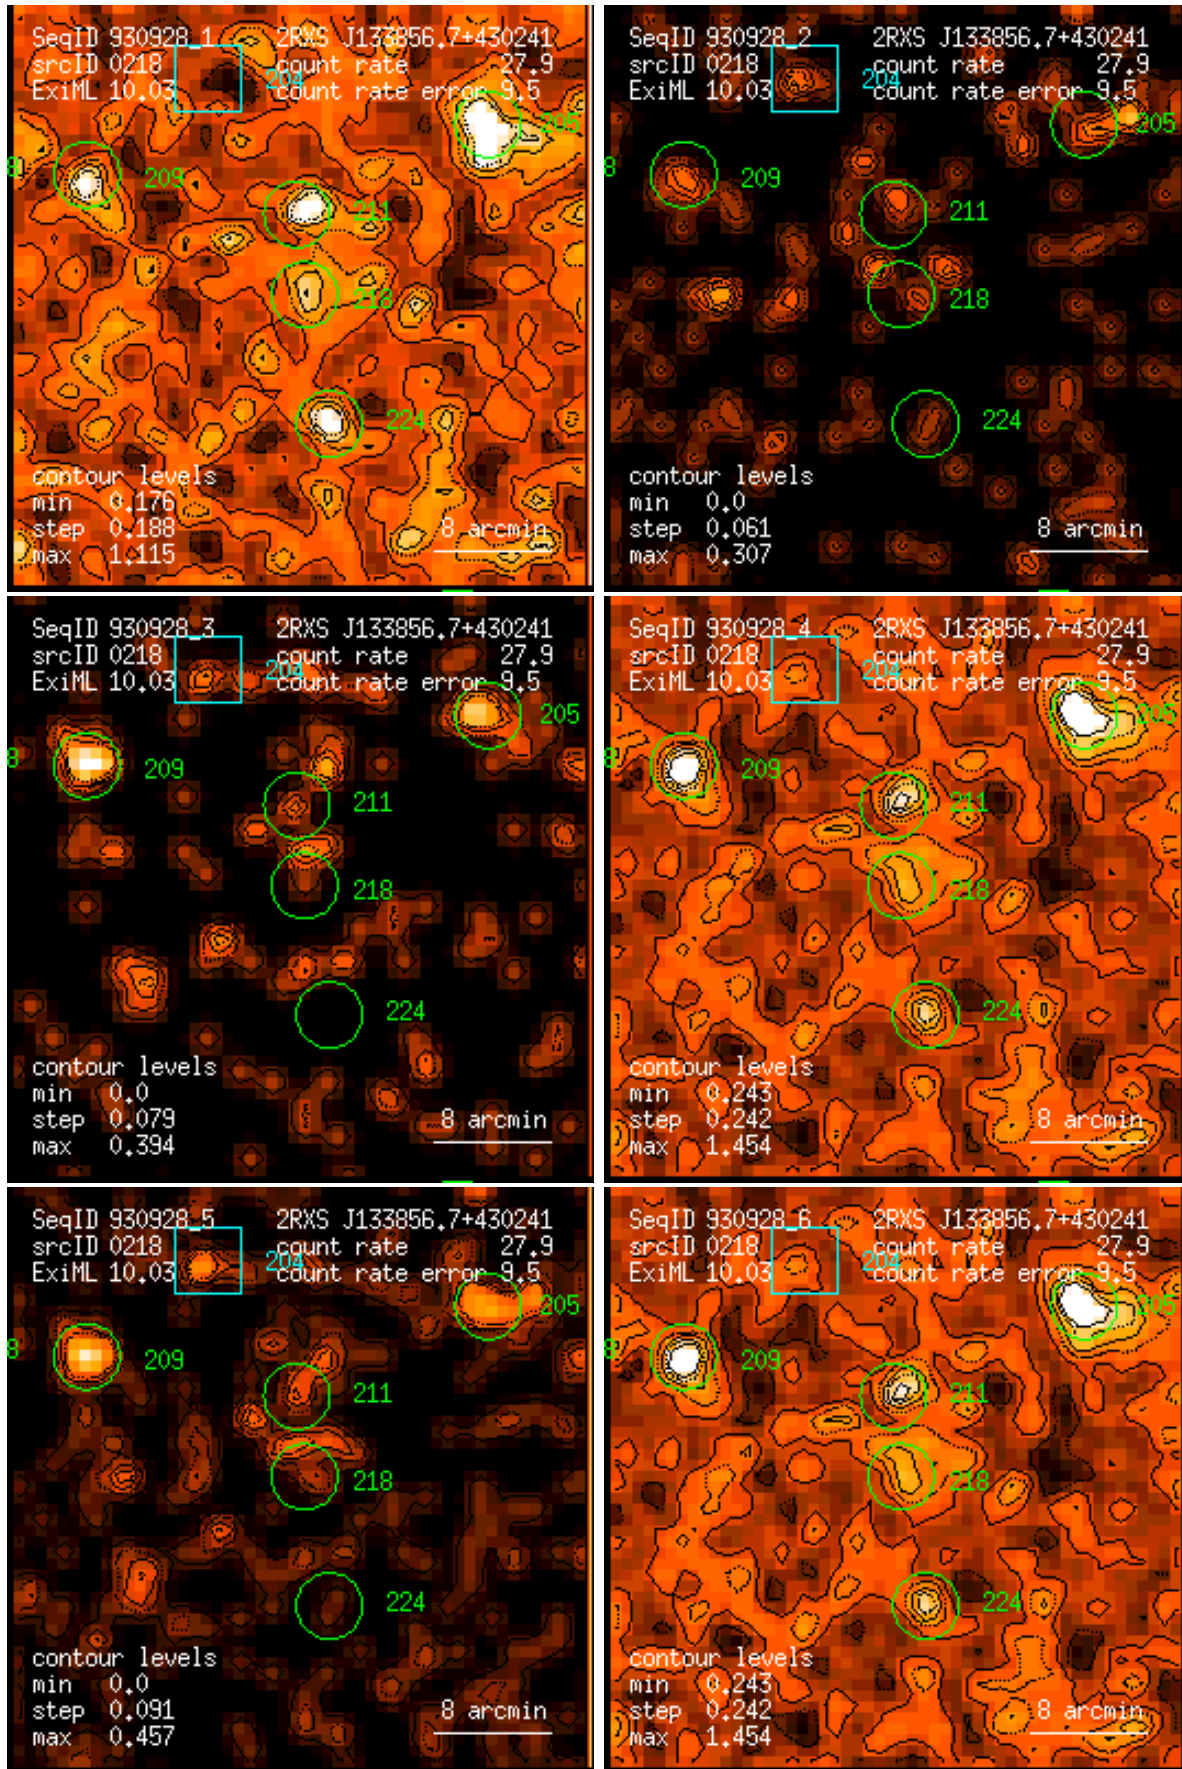 SeqID 930928_1 2RXS J133856.7+430241
srcID 0218 count rate 27.9
ExiML 10.03 count rate error 9.5
204
205
8
209
211
218
224
contour levels
min 0.176
step 0.188
max 1.115
8 arcmin
SeqID 930928_2 2RXS J133856.7+430241
srcID 0218 count rate 27.9
ExiML 10.03 count rate error 9.5
204
205
8
209
211
218
224
contour levels
min 0.0
step 0.061
max 0.307
8 arcmin
SeqID 930928_3 2RXS J133856.7+430241
srcID 0218 count rate 27.9
ExiML 10.03 count rate error 9.5
204
205
8
209
211
218
224
contour levels
min 0.0
step 0.079
max 0.394
8 arcmin
SeqID 930928_4 2RXS J133856.7+430241
srcID 0218 count rate 27.9
ExiML 10.03 count rate error 9.5
204
205
8
209
211
218
224
contour levels
min 0.243
step 0.242
max 1.454
8 arcmin
SeqID 930928_5 2RXS J133856.7+430241
srcID 0218 count rate 27.9
ExiML 10.03 count rate error 9.5
204
205
8
209
211
218
224
contour levels
min 0.0
step 0.091
max 0.457
8 arcmin
SeqID 930928_6 2RXS J133856.7+430241
srcID 0218 count rate 27.9
ExiML 10.03 count rate error 9.5
204
205
8
209
211
218
224
contour levels
min 0.243
step 0.242
max 1.454
8 arcmin